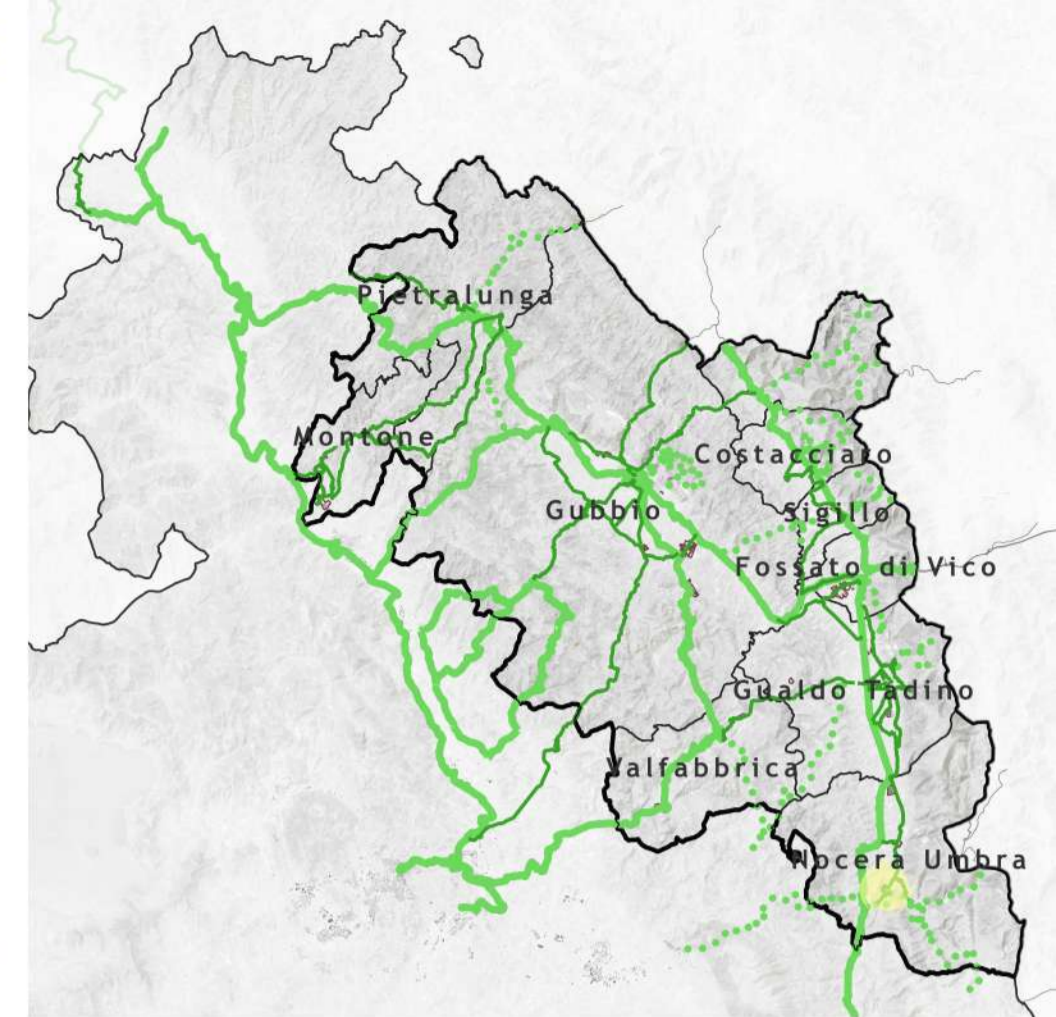 Pietralunga
Montone
Costacciaro
Gubbio
Sigillo
Fossato di Vico
Gualdo Tadino
Valfabbrica
Nocera Umbra